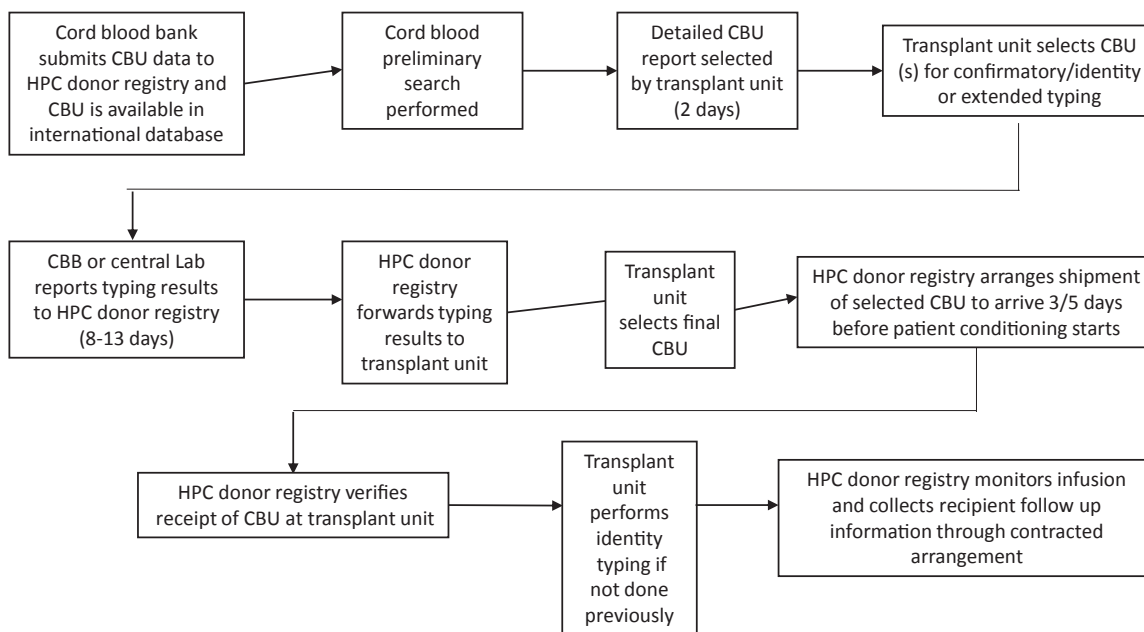 Cord blood bank
submits CBU data to
HPC donor registry and
CBU is available in
international database
Cord blood
preliminary
search
performed
Detailed CBU
report selected
by transplant unit
(2 days)
Transplant unit selects CBU
(s) for confirmatory/identity
or extended typing
CBB or central Lab
reports typing results
to HPC donor registry
(8-13 days)
HPC donor
registry
forwards typing
results to
transplant unit
Transplant
unit
selects final
CBU
HPC donor registry arranges shipment
of selected CBU to arrive 3/5 days
before patient conditioning starts
HPC donor registry verifies
receipt of CBU at transplant unit
Transplant
unit
performs
identity
typing if
not done
previously
HPC donor registry monitors infusion
and collects recipient follow up
information through contracted
arrangement